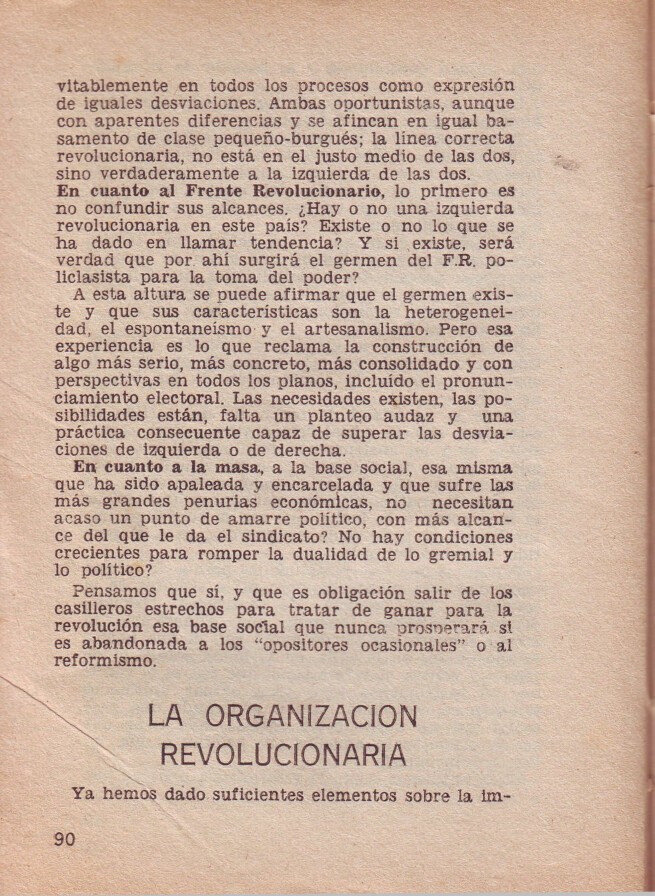 vitablemente en todos los procesos como expresión
de iguales desviaciones. Ambas oportunistas, aunque
con aparentes diferencias y se afincan en igual ba-
samento de clase pequeño-burgués; la línea correcta
revolucionaria, no está en el justo medio de las dos,
sino verdaderamente a la izquierda de las dos.
En cuanto al Frente Revolucionario, lo primero es
no confundir sus alcances. ¿Hay o no una izquierda
revolucionaria en este país? Existe o no lo que se
ha dado en llamar tendencia? Y si existe, será
verdad que por ahí surgirá el germen del F.R. po-
liclasista para la toma del poder?
A esta altura se puede afirmar que el germen exis-
te y que sus características son la heterogenei-
dad, el espontaneísmo y el artesanalismo. Pero esa
experiencia es lo que reclama la construcción de
algo más serio, más concreto, más consolidado y con
perspectivas en todos los planos, incluído el pronun-
ciamiento electoral. Las necesidades existen, las po-
sibilidades están, falta un planteo audaz y una
práctica consecuente capaz de superar las desvia-
ciones de izquierda o de derecha.
En cuanto a la masa, a la base social, esa misma
que ha sido apaleada y encarcelada y que sufre las
más grandes penurias económicas, no necesitan
acaso un punto de amarre político, con más alcan-
ce del que le da el sindicato? No hay condiciones
crecientes para romper la dualidad de lo gremial y
lo político?
Pensamos que sí, y que es obligación salir de los
casilleros estrechos para tratar de ganar para la
revolución esa base social que nunca prosperará si
es abandonada a los "opositores ocasionales" o al
reformismo.
LA ORGANIZACION
REVOLUCIONARIA
Ya hemos dado suficientes elementos sobre la im-
90